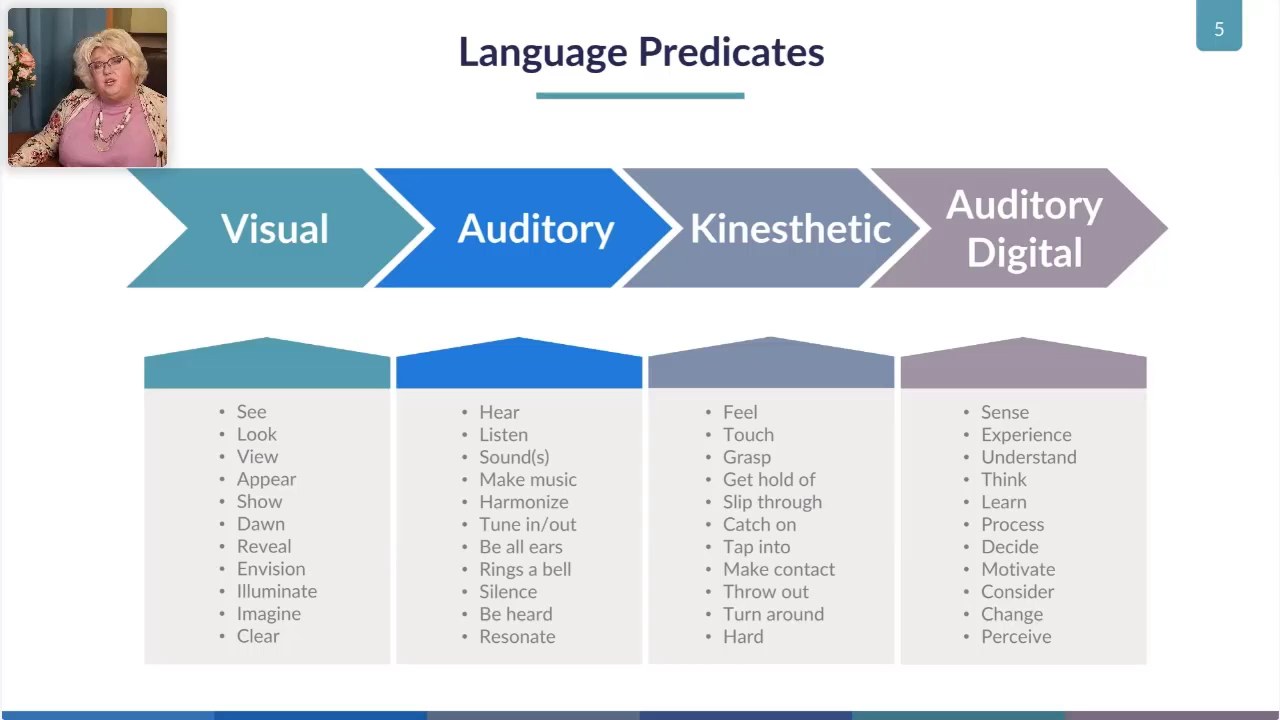 5
Language Predicates
Visual
Auditory
Kinesthetic
Auditory
Digital
See
Look
View
Appear
Show
Dawn
Reveal
Envision
Illuminate
Imagine
Clear
Hear
Listen
Sound(s)
Make music
Harmonize
Tune in/out
Be all ears
Rings a bell
Silence
Be heard
Resonate
Feel
Touch
Grasp
Get hold of
Slip through
Catch on
Tap into
Make contact
Throw out
Turn around
Hard
Sense
Experience
Understand
Think
Learn
Process
Decide
Motivate
Consider
Change
Perceive